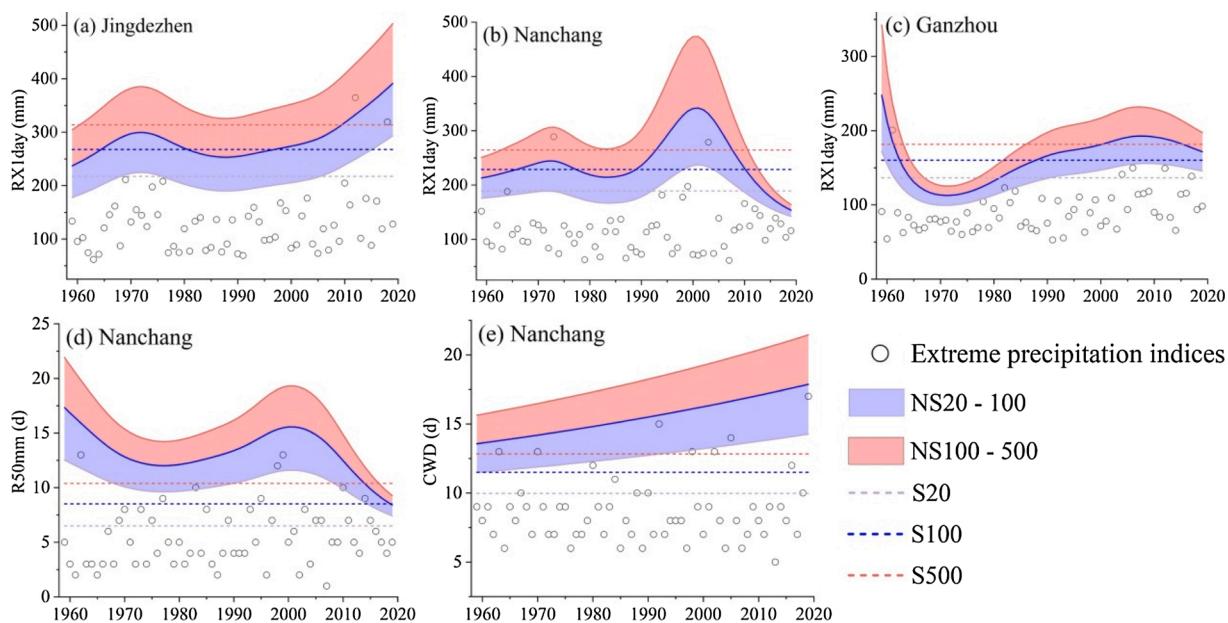 (a) Jingdezhen
RX1day (mm)
500
400
300
200
100
1960 1970 1980 1990 2000 2010 2020
(b) Nanchang
RX1day (mm)
500
400
300
200
100
1960 1970 1980 1990 2000 2010 2020
(c) Ganzhou
RX1day (mm)
300
200
100
0
1960 1970 1980 1990 2000 2010 2020
(d) Nanchang
R50mm (d)
25
20
15
10
5
0
1960 1970 1980 1990 2000 2010 2020
(e) Nanchang
CWD (d)
20
15
10
5
1960 1970 1980 1990 2000 2010 2020
Extreme precipitation indices
NS20 - 100
NS100 - 500
S20
S100
S500